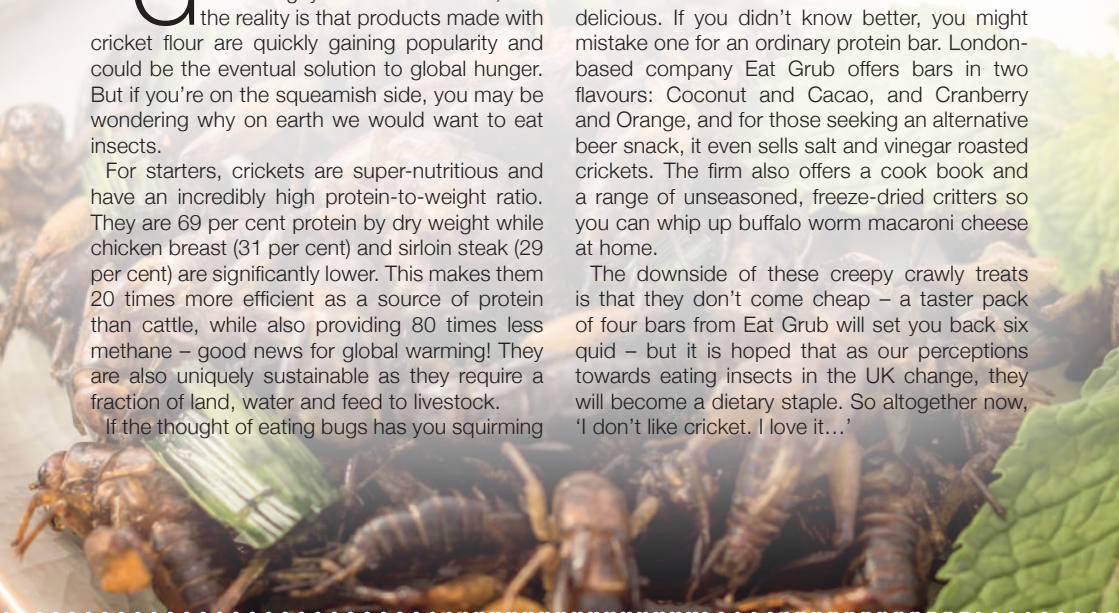 the reality is that products made with
cricket flour are quickly gaining popularity and
could be the eventual solution to global hunger.
But if you’re on the squeamish side, you may be
wondering why on earth we would want to eat
insects.
For starters, crickets are super-nutritious and
have an incredibly high protein-to-weight ratio.
They are 69 per cent protein by dry weight while
chicken breast (31 per cent) and sirloin steak (29
per cent) are significantly lower. This makes them
20 times more efficient as a source of protein
than cattle, while also providing 80 times less
methane – good news for global warming! They
are also uniquely sustainable as they require a
fraction of land, water and feed to livestock.
If the thought of eating bugs has you squirming
delicious. If you didn’t know better, you might
mistake one for an ordinary protein bar. London-
based company Eat Grub offers bars in two
flavours: Coconut and Cacao, and Cranberry
and Orange, and for those seeking an alternative
beer snack, it even sells salt and vinegar roasted
crickets. The firm also offers a cook book and
a range of unseasoned, freeze-dried critters so
you can whip up buffalo worm macaroni cheese
at home.
The downside of these creepy crawly treats
is that they don’t come cheap – a taster pack
of four bars from Eat Grub will set you back six
quid – but it is hoped that as our perceptions
towards eating insects in the UK change, they
will become a dietary staple. So altogether now,
‘I don’t like cricket. I love it…’